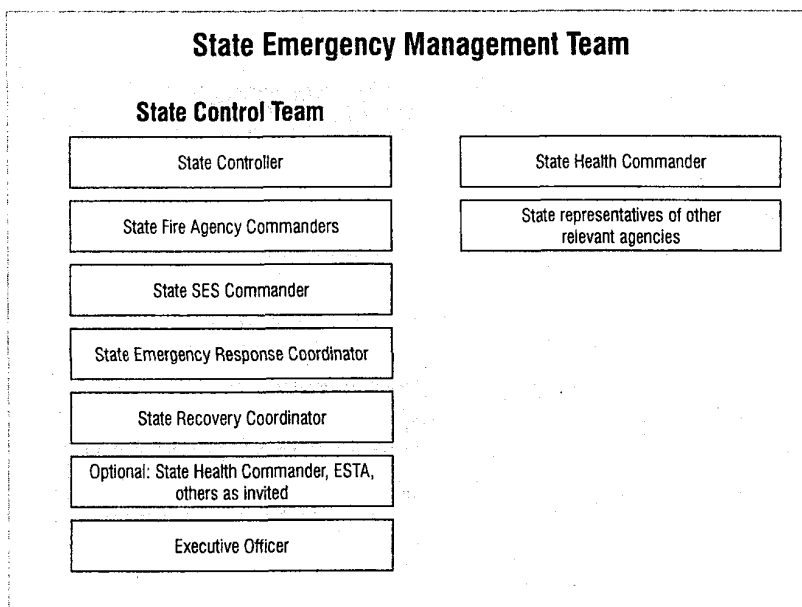 State Emergency Management Team
State Control Team
State Controller
State Fire Agency Commanders
State SES Commander
State Emergency Response Coordinator
State Recovery Coordinator
Optional: State Health Commander, ESTA,
others as invited
Executive Officer
State Health Commander
State representatives of other
relevant agencies